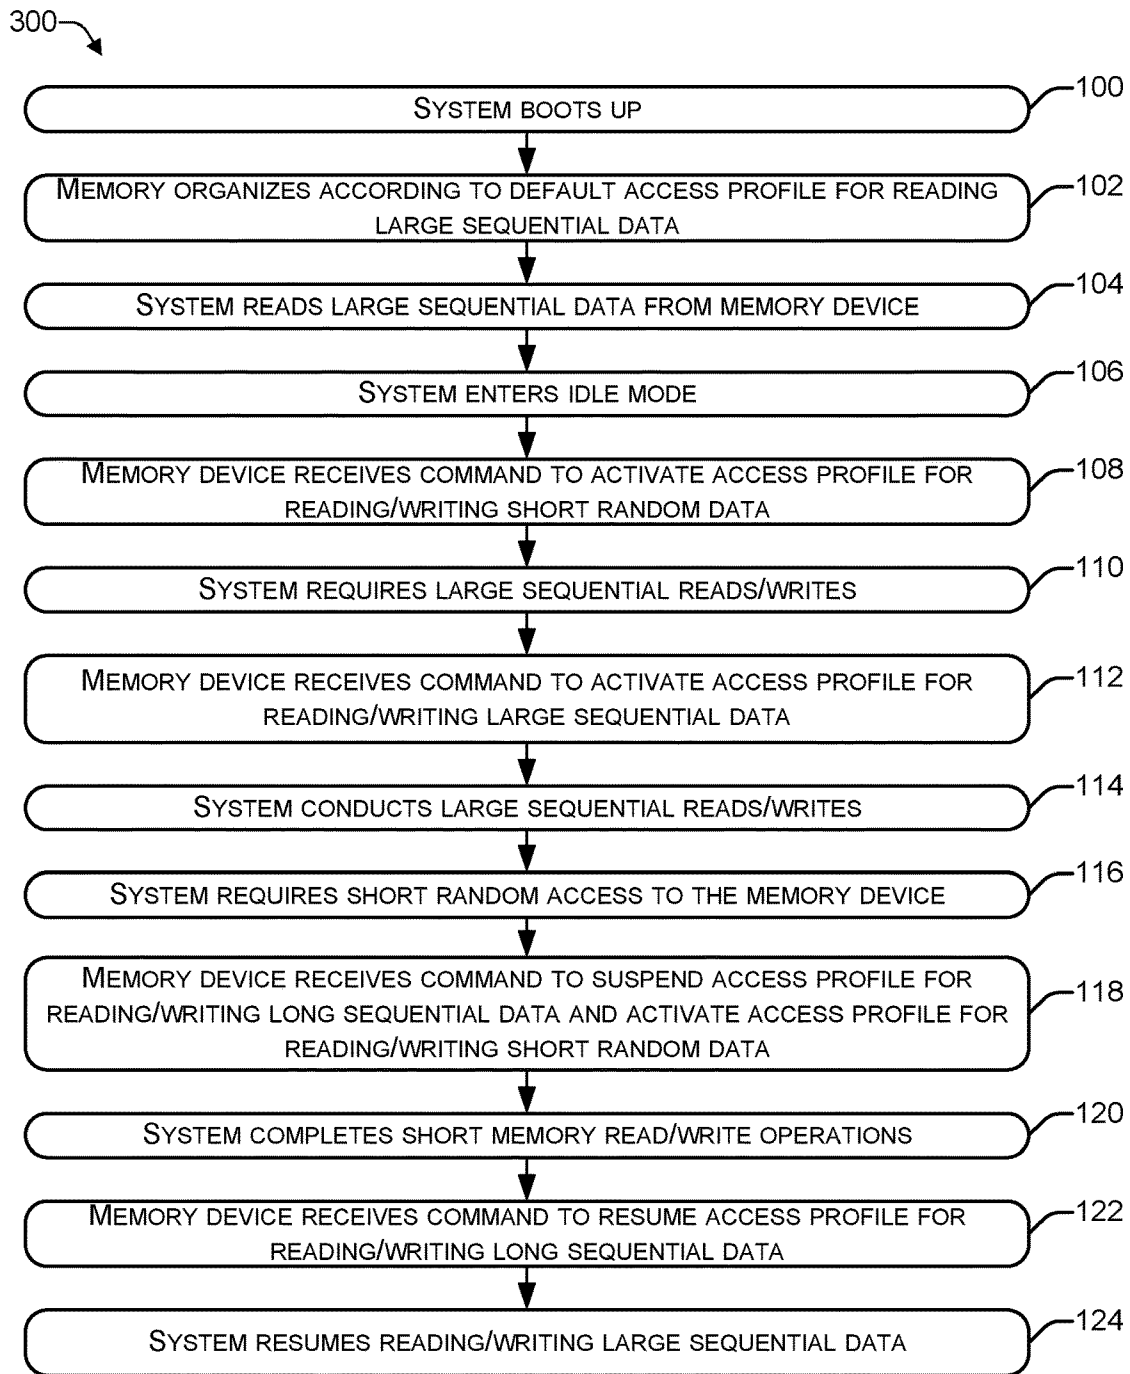 300
100
SYSTEM BOOTS UP
102
MEMORY ORGANIZES ACCORDING TO DEFAULT ACCESS PROFILE FOR READING
LARGE SEQUENTIAL DATA
104
SYSTEM READS LARGE SEQUENTIAL DATA FROM MEMORY DEVICE
106
SYSTEM ENTERS IDLE MODE
108
MEMORY DEVICE RECEIVES COMMAND TO ACTIVATE ACCESS PROFILE FOR
READING/WRITING SHORT RANDOM DATA
110
SYSTEM REQUIRES LARGE SEQUENTIAL READS/WRITES
112
MEMORY DEVICE RECEIVES COMMAND TO ACTIVATE ACCESS PROFILE FOR
READING/WRITING LARGE SEQUENTIAL DATA
114
SYSTEM CONDUCTS LARGE SEQUENTIAL READS/WRITES
116
SYSTEM REQUIRES SHORT RANDOM ACCESS TO THE MEMORY DEVICE
118
MEMORY DEVICE RECEIVES COMMAND TO SUSPEND ACCESS PROFILE FOR
READING/WRITING LONG SEQUENTIAL DATA AND ACTIVATE ACCESS PROFILE FOR
READING/WRITING SHORT RANDOM DATA
120
SYSTEM COMPLETES SHORT MEMORY READ/WRITE OPERATIONS
122
MEMORY DEVICE RECEIVES COMMAND TO RESUME ACCESS PROFILE FOR
READING/WRITING LONG SEQUENTIAL DATA
124
SYSTEM RESUMES READING/WRITING LARGE SEQUENTIAL DATA